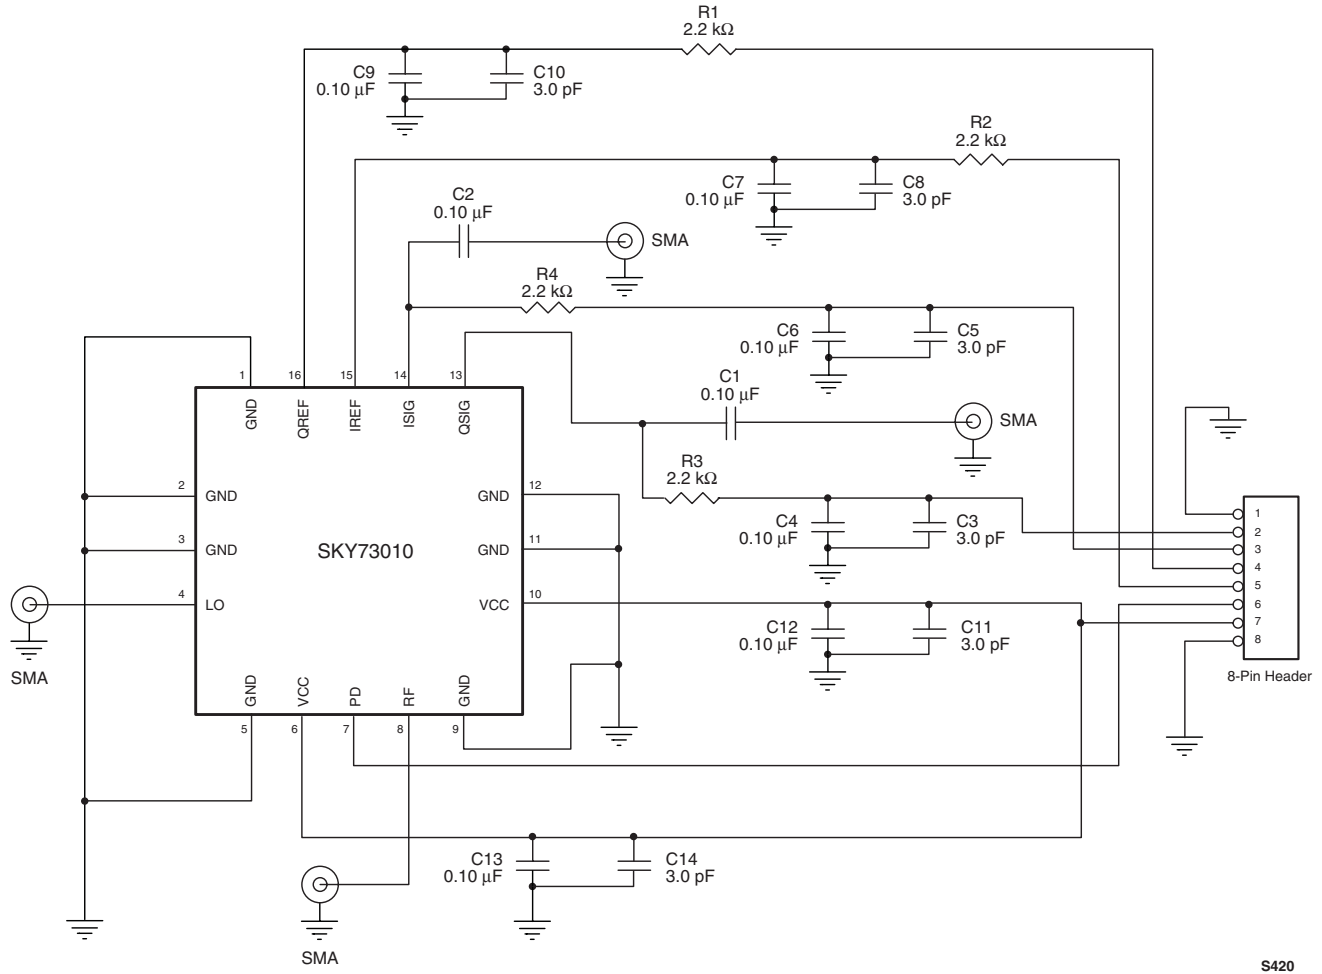 R1
2.2 kΩ
C9
0.10 μF
C10
3.0 pF
R2
2.2 kΩ
C7
0.10 μF
C8
3.0 pF
C2
0.10 μF
SMA
R4
2.2 kΩ
C6
0.10 μF
C5
3.0 pF
1
16
15
14
13
GND
QREF
IREF
ISIG
QSIG
C1
0.10 μF
SMA
R3
2.2 kΩ
2
GND
GND
12
C4
0.10 μF
C3
3.0 pF
3
GND
SKY73010
GND
11
4
LO
VCC
10
SMA
C12
0.10 μF
C11
3.0 pF
1
2
3
4
5
6
7
8
8-Pin Header
GND
VCC
PD
RF
GND
5
6
7
8
9
C13
0.10 μF
C14
3.0 pF
SMA
S420